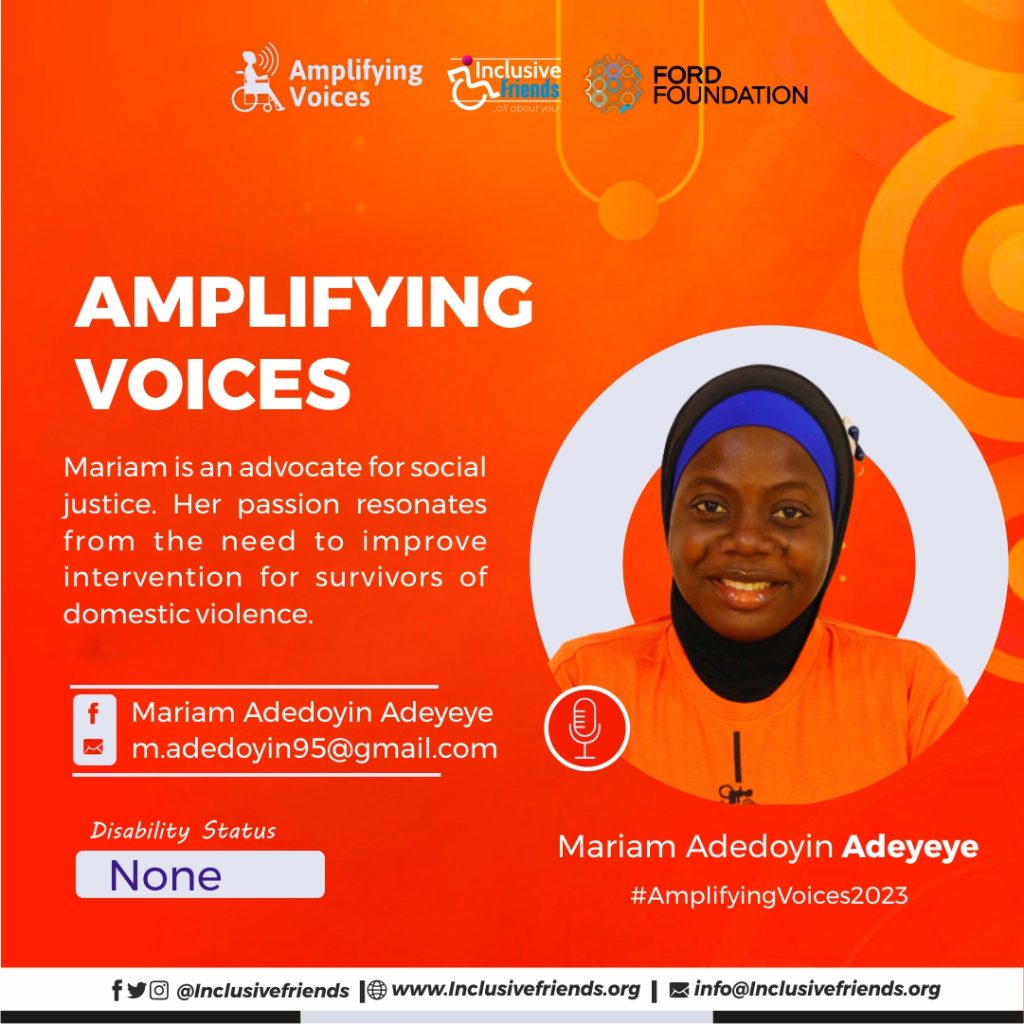 Amplifying
Voices
Inclusive
Friends
...all about you!
FORD
FOUNDATION
AMPLIFYING
VOICES
Mariam is an advocate for social
justice. Her passion resonates
from the need to improve
intervention for survivors of
domestic violence.
Mariam Adedoyin Adeyeye
m.adedoyin95@gmail.com
Disability Status
None
Mariam Adedoyin Adeyeye
#AmplifyingVoices2023
@Inclusivefriends | www.Inclusivefriends.org | info@Inclusivefriends.org